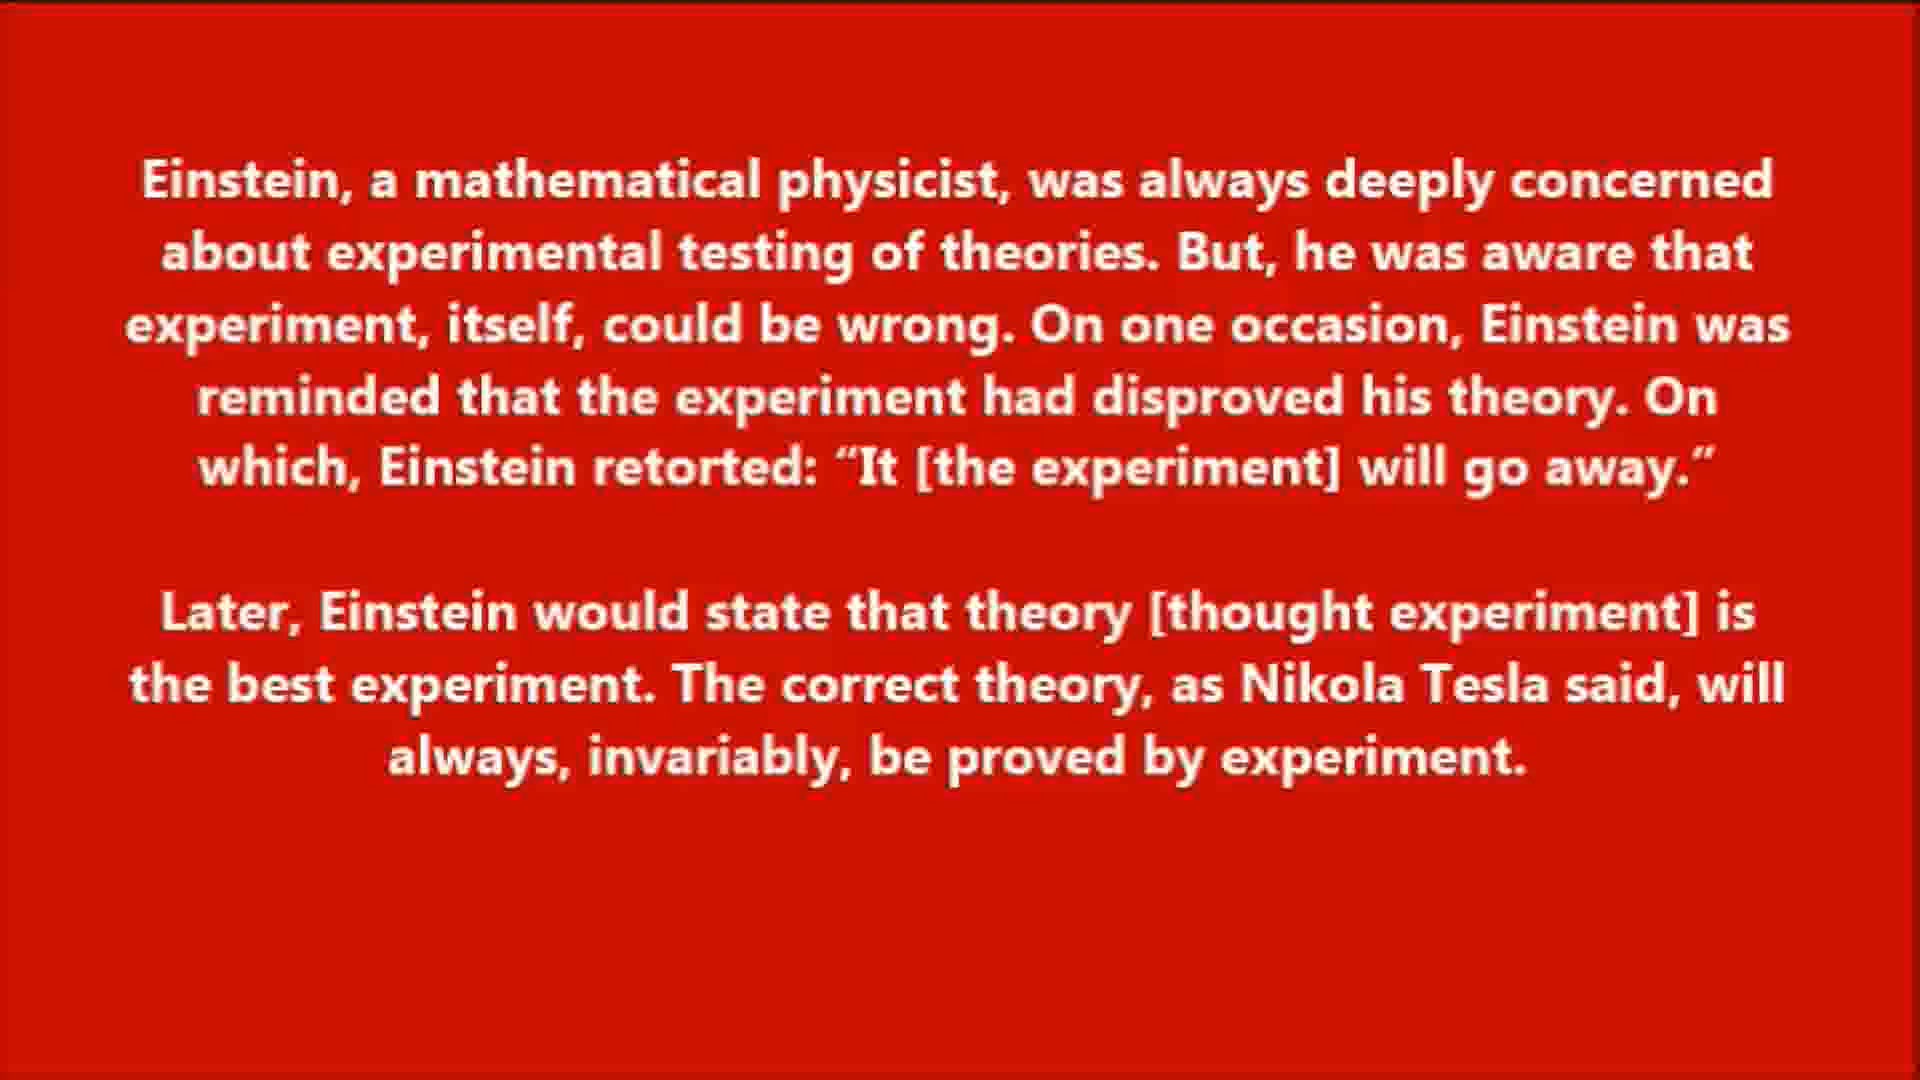 Einstein, a mathematical physicist, was always deeply concerned
about experimental testing of theories. But, he was aware that
experiment, itself, could be wrong. On one occasion, Einstein was
reminded that the experiment had disproved his theory. On
which, Einstein retorted: “It [the experiment] will go away.”
Later, Einstein would state that theory [thought experiment] is
the best experiment. The correct theory, as Nikola Tesla said, will
always, invariably, be proved by experiment.